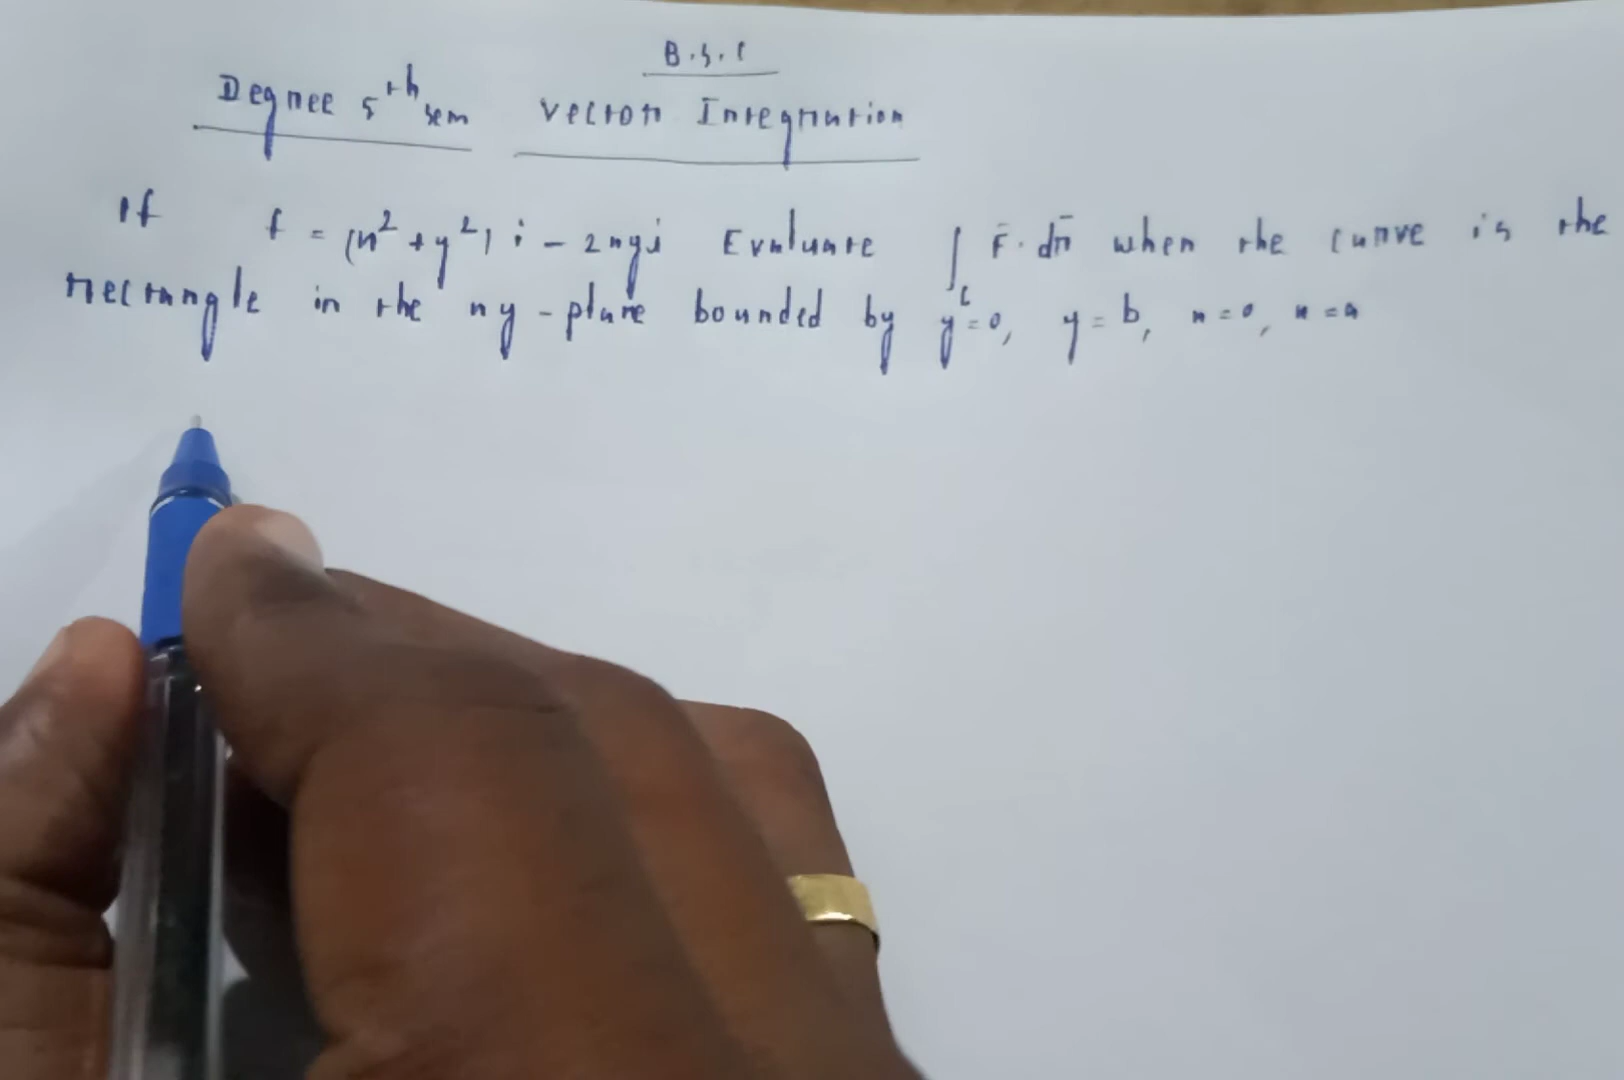 B.S.C
Degree 5th sem Vector Integration
If f = (x² + y²) i - 2xyj Evaluate ∫c F̄. dr̄ when the curve is the
rectangle in the xy - plane bounded by y=0, y=b, x=0, x=a